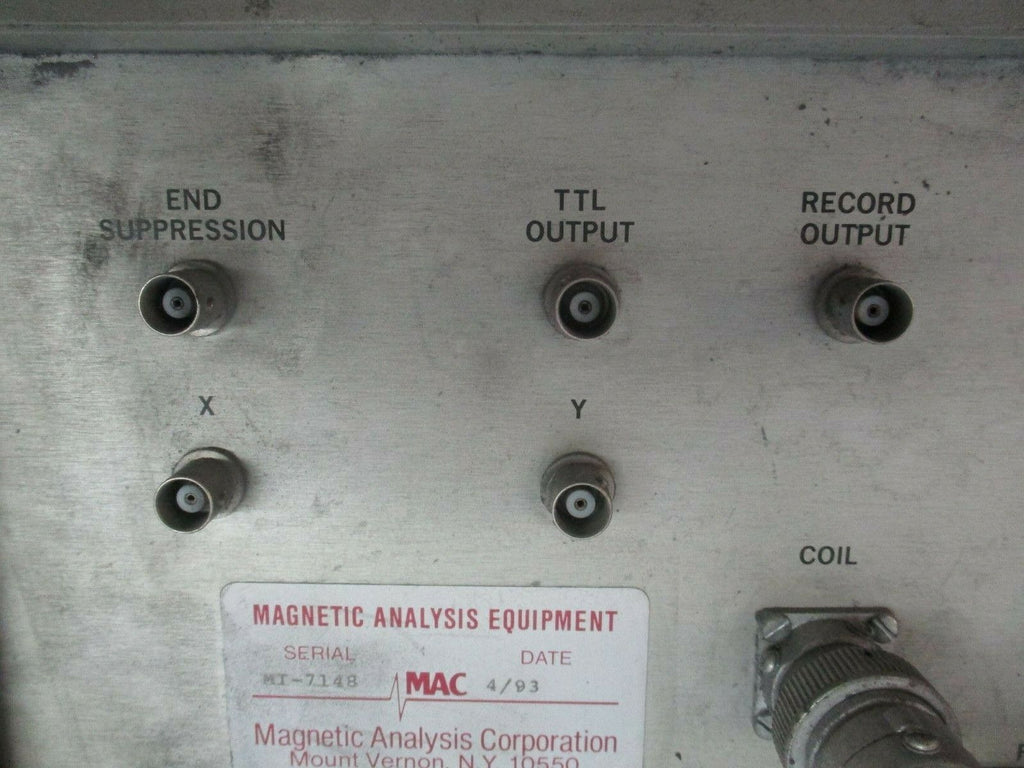 END
SUPPRESSION
TTL
OUTPUT
RECORD
OUTPUT
X
Y
COIL
MAGNETIC ANALYSIS EQUIPMENT
SERIAL DATE
MI-7148 MAC 4/93
Magnetic Analysis Corporation
Mount Vernon, N.Y. 10550